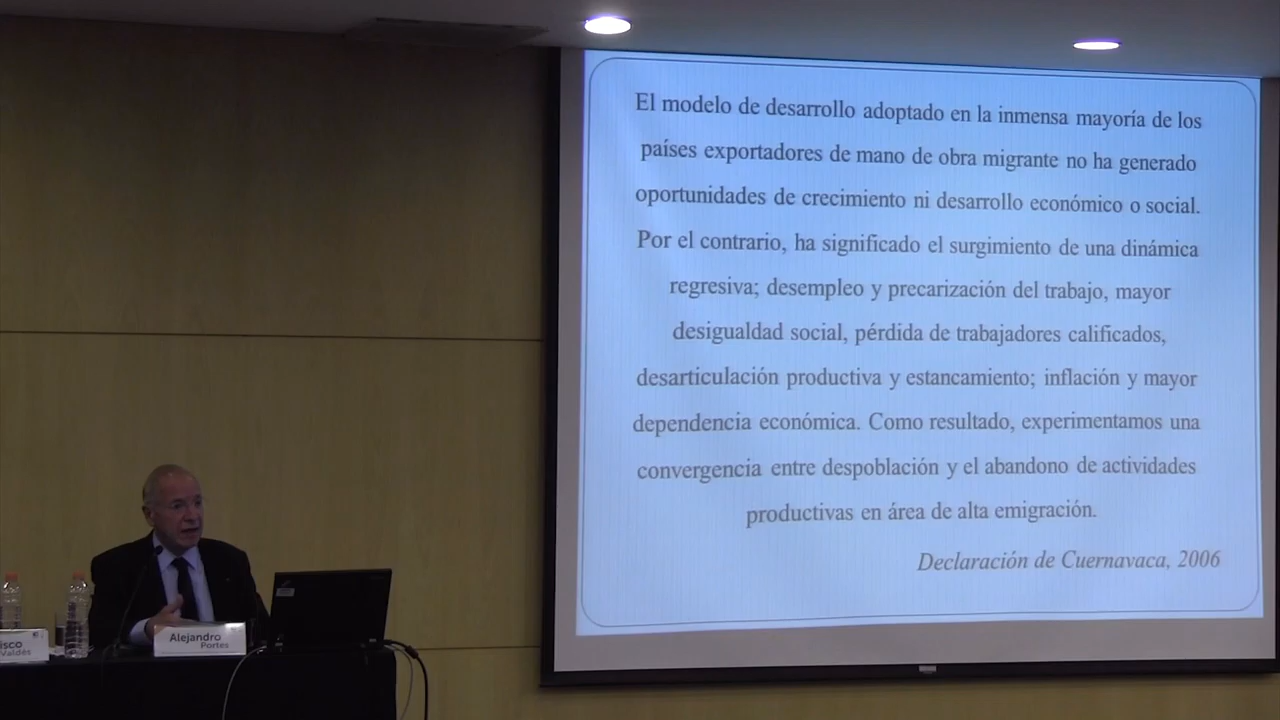 El modelo de desarrollo adoptado en la inmensa mayoría de los
países exportadores de mano de obra migrante no ha generado
oportunidades de crecimiento ni desarrollo económico o social.
Por el contrario, ha significado el surgimiento de una dinámica
regresiva; desempleo y precarización del trabajo, mayor
desigualdad social, pérdida de trabajadores calificados,
desarticulación productiva y estancamiento; inflación y mayor
dependencia económica. Como resultado, experimentamos una
convergencia entre despoblación y el abandono de actividades
productivas en área de alta emigración.
Declaración de Cuernavaca, 2006
Alejandro
Portes
isco
Valdés